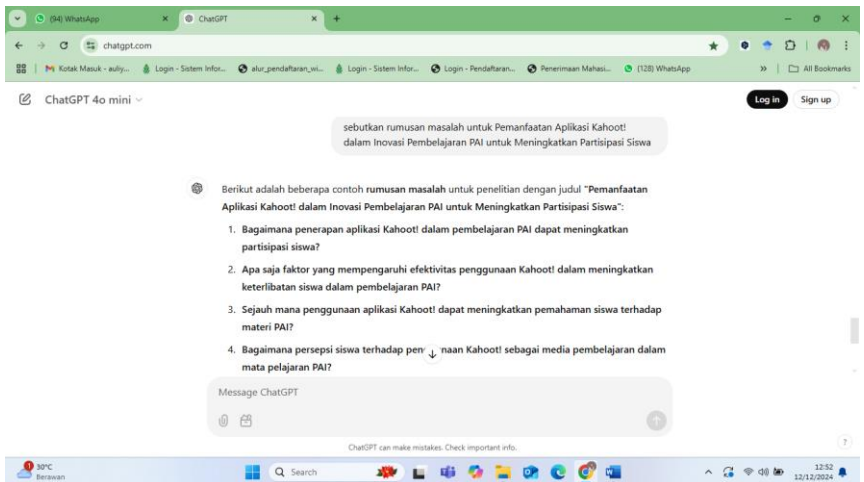 (94) WhatsApp
ChatGPT
chatgpt.com
Kotak Masuk - auliy...
Login - Sistem Infor...
alur_pendaftaran_wi...
Login - Sistem Infor...
Login - Pendaftaran...
Penerimaan Mahasi...
(128) WhatsApp
All Bookmarks
ChatGPT 4o mini
Log in
Sign up
sebutkan rumusan masalah untuk Pemanfaatan Aplikasi Kahoot!
dalam Inovasi Pembelajaran PAI untuk Meningkatkan Partisipasi Siswa
Berikut adalah beberapa contoh rumusan masalah untuk penelitian dengan judul "Pemanfaatan
Aplikasi Kahoot! dalam Inovasi Pembelajaran PAI untuk Meningkatkan Partisipasi Siswa":
1. Bagaimana penerapan aplikasi Kahoot! dalam pembelajaran PAI dapat meningkatkan
partisipasi siswa?
2. Apa saja faktor yang mempengaruhi efektivitas penggunaan Kahoot! dalam meningkatkan
keterlibatan siswa dalam pembelajaran PAI?
3. Sejauh mana penggunaan aplikasi Kahoot! dapat meningkatkan pemahaman siswa terhadap
materi PAI?
4. Bagaimana persepsi siswa terhadap naan Kahoot! sebagai media pembelajaran dalam
mata pelajaran PAI?
Message ChatGPT
ChatGPT can make mistakes. Check important info.
?
30°C
Berawan
Search
12:52
12/12/2024